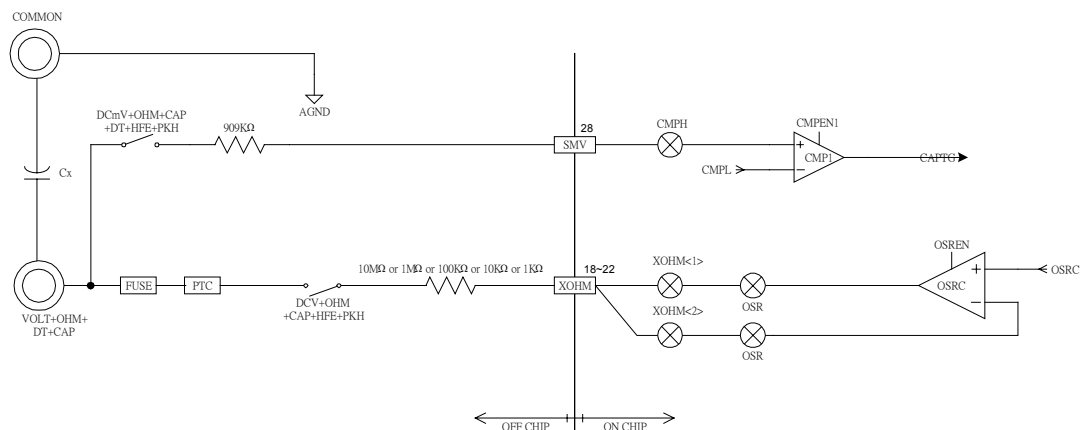 COMMON
AGND
DCmV+OHM+CAP
+DT+HFE+PKH
909KΩ
28
SMV
CMPH
CMPEN1
+
CMP1
−
CMPL
CAPTG
Cx
10MΩ or 1MΩ or 100KΩ or 10KΩ or 1KΩ
18~22
XOHM
XOHM<1>
OSR
OSREN
+
OSRC
−
OSRC
FUSE
PTC
DCV+OHM
+CAP+HFE+PKH
VOLT+OHM+
DT+CAP
XOHM<2>
OSR
OFF CHIP
ON CHIP